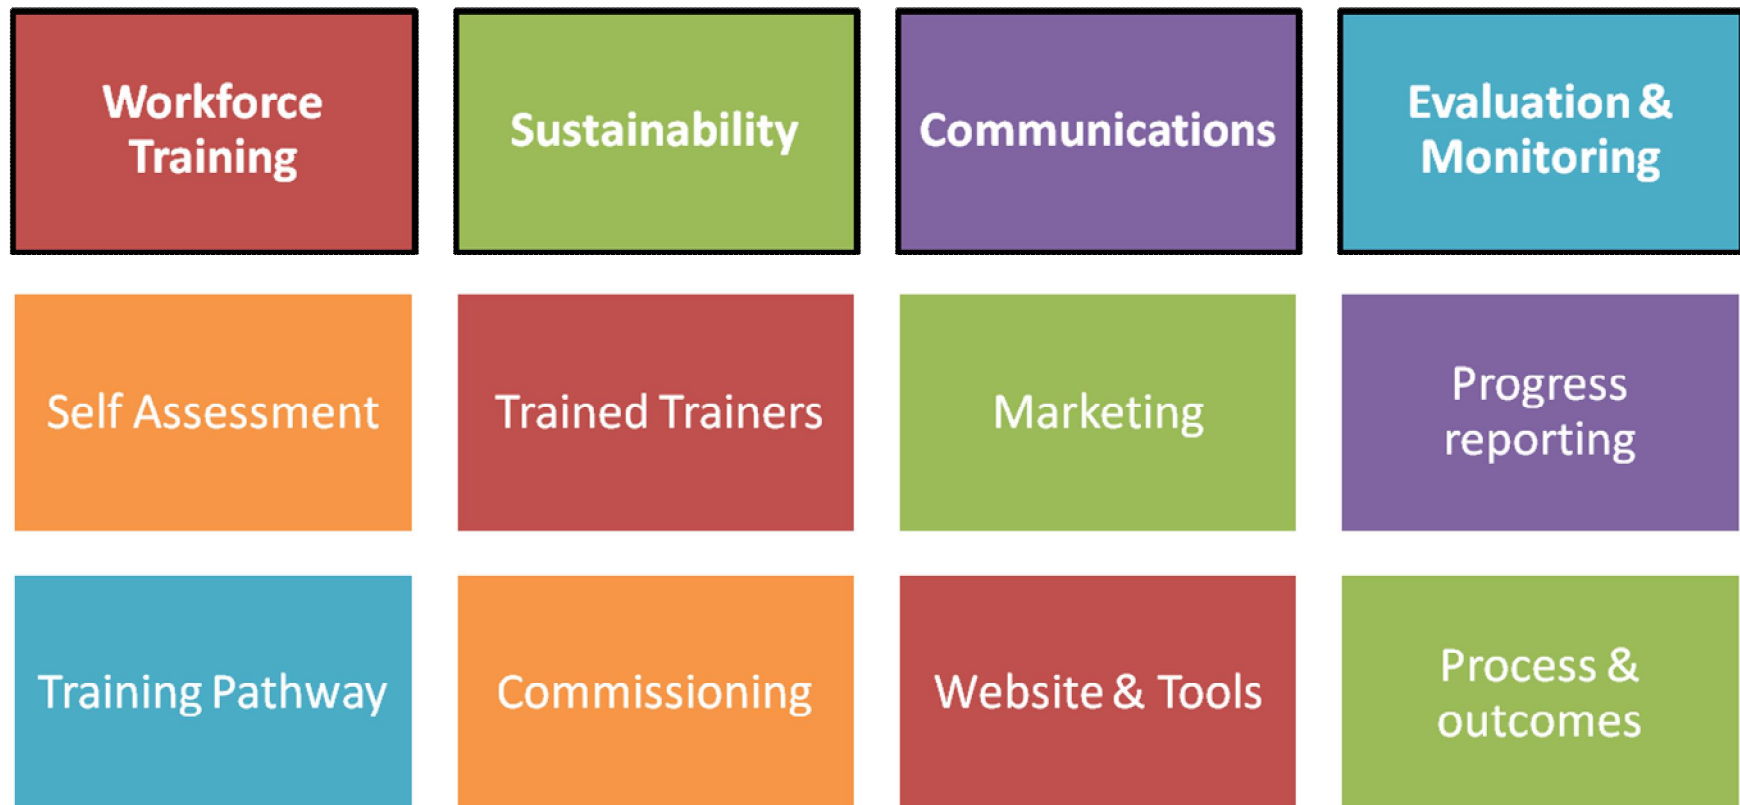 Workforce
Training
Sustainability
Communications
Evaluation &
Monitoring
Self Assessment
Trained Trainers
Marketing
Progress
reporting
Training Pathway
Commissioning
Website & Tools
Process &
outcomes